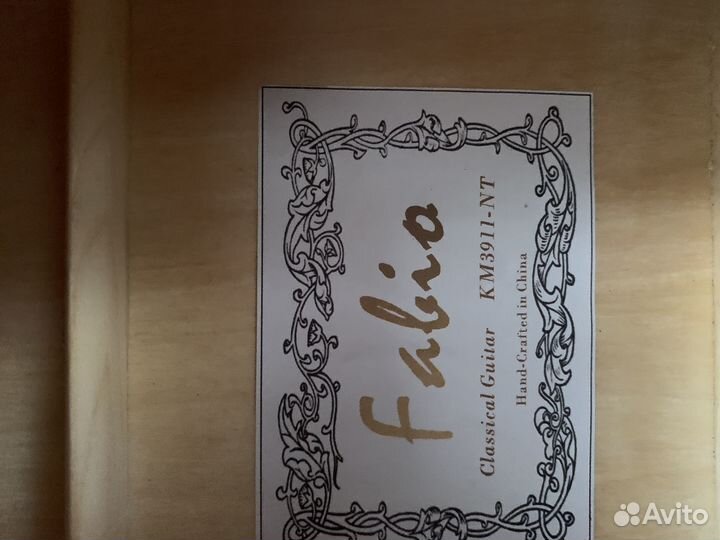 Fabio
Classical Guitar KM3911-NT
Hand-Crafted in China
Avito